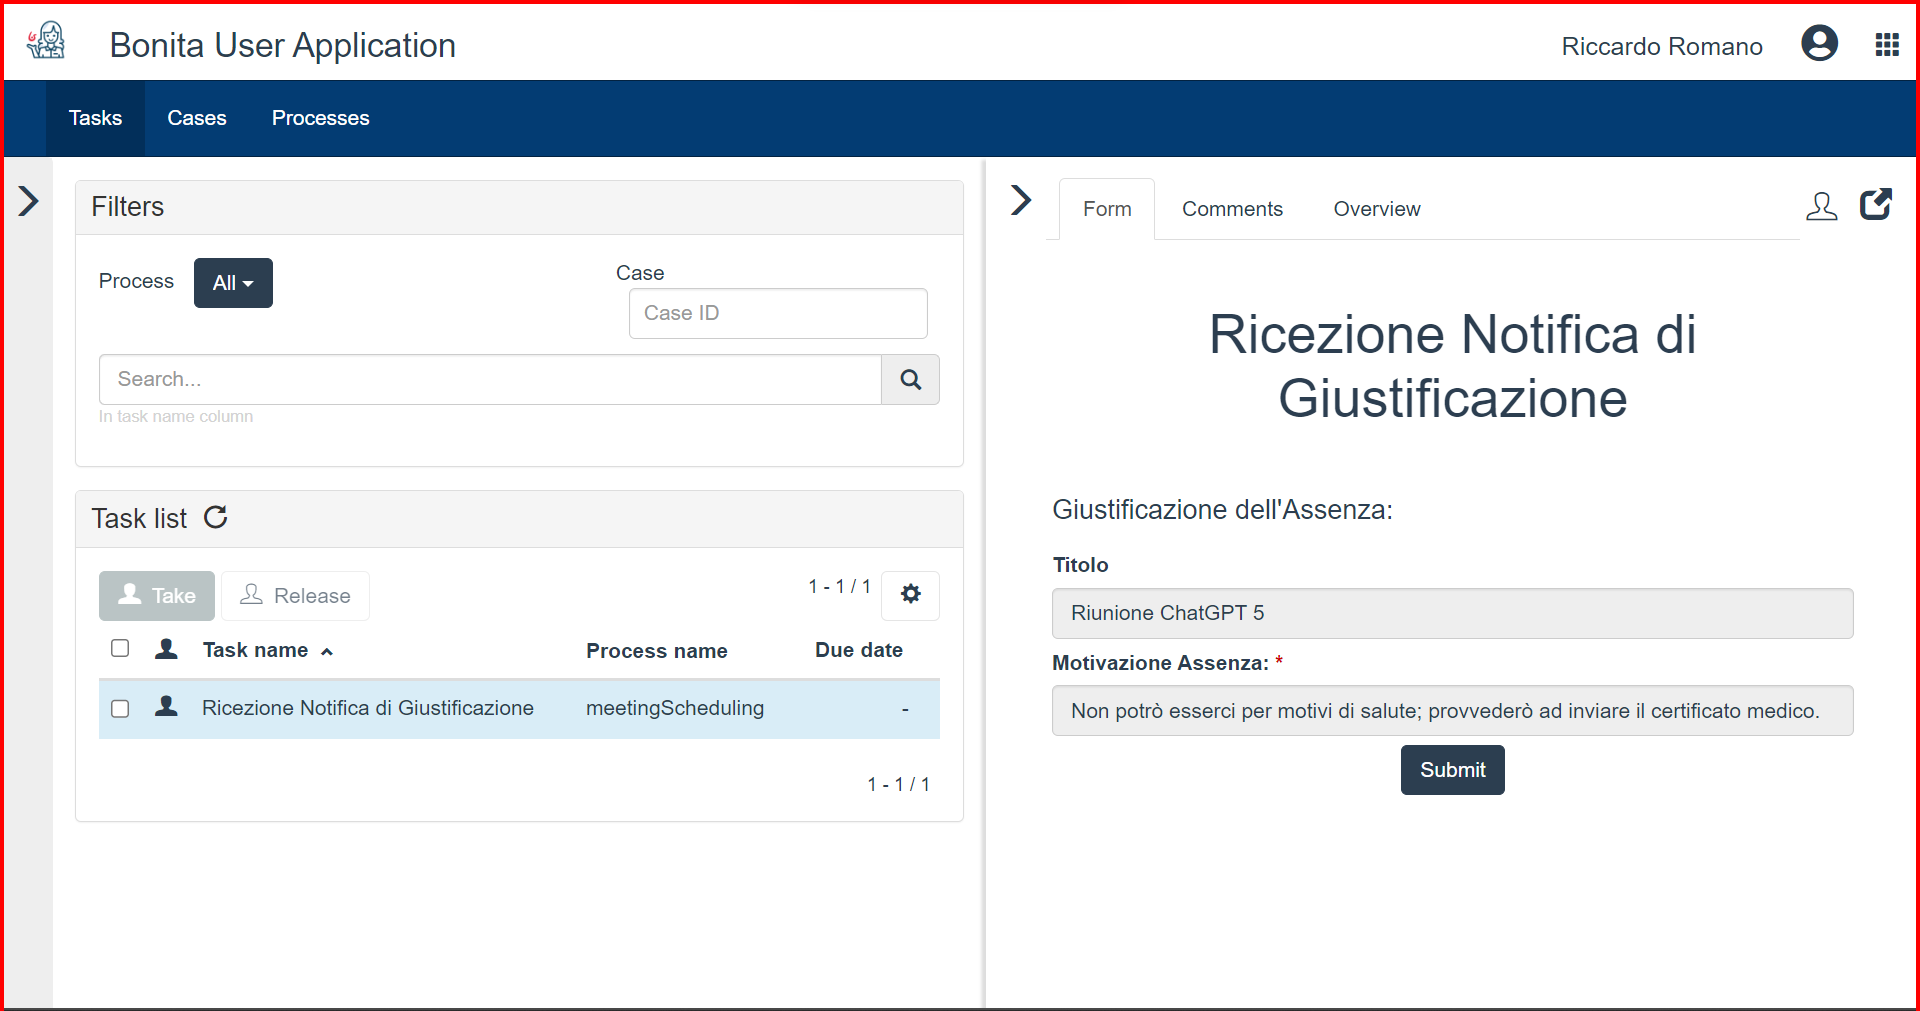 Bonita User Application
Riccardo Romano
Tasks Cases Processes
Filters
Process All
Case
Case ID
Search...
In task name column
Task list
Take Release 1 - 1 / 1
Task name Process name Due date
Ricezione Notifica di Giustificazione meetingScheduling -
1 - 1 / 1
Form Comments Overview
Ricezione Notifica di
Giustificazione
Giustificazione dell'Assenza:
Titolo
Riunione ChatGPT 5
Motivazione Assenza: *
Non potrò esserci per motivi di salute; provvederò ad inviare il certificato medico.
Submit